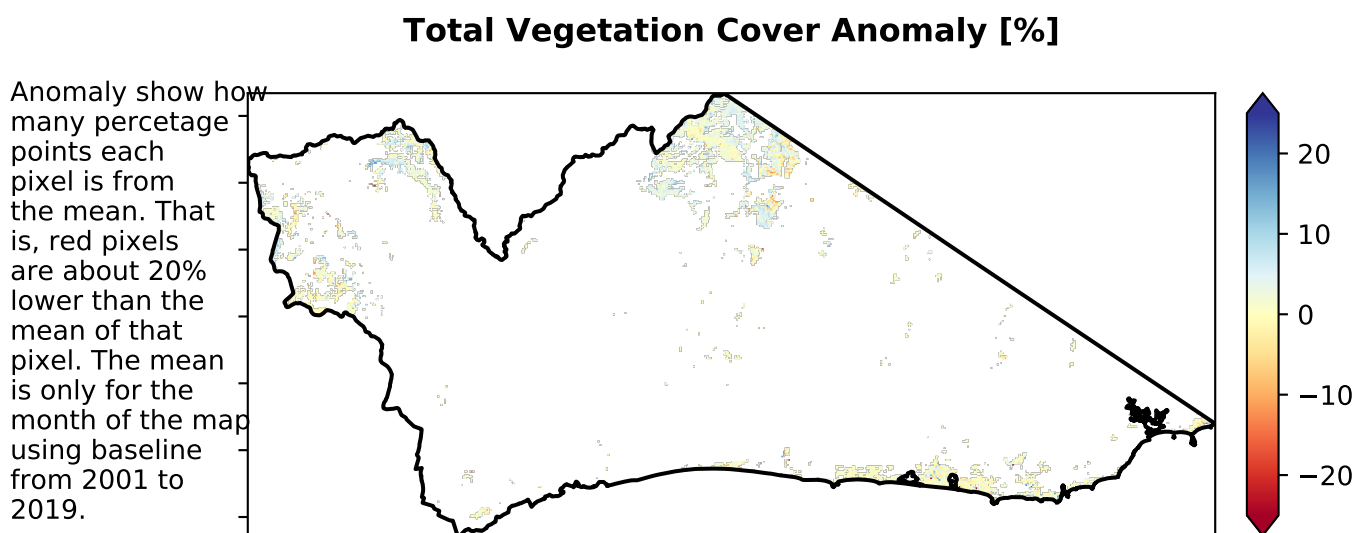 Total Vegetation Cover Anomaly [%]
Anomaly show how
many percetage
points each
pixel is from
the mean. That
is, red pixels
are about 20%
lower than the
mean of that
pixel. The mean
is only for the
month of the map
using baseline
from 2001 to
2019.
20
10
0
−10
−20